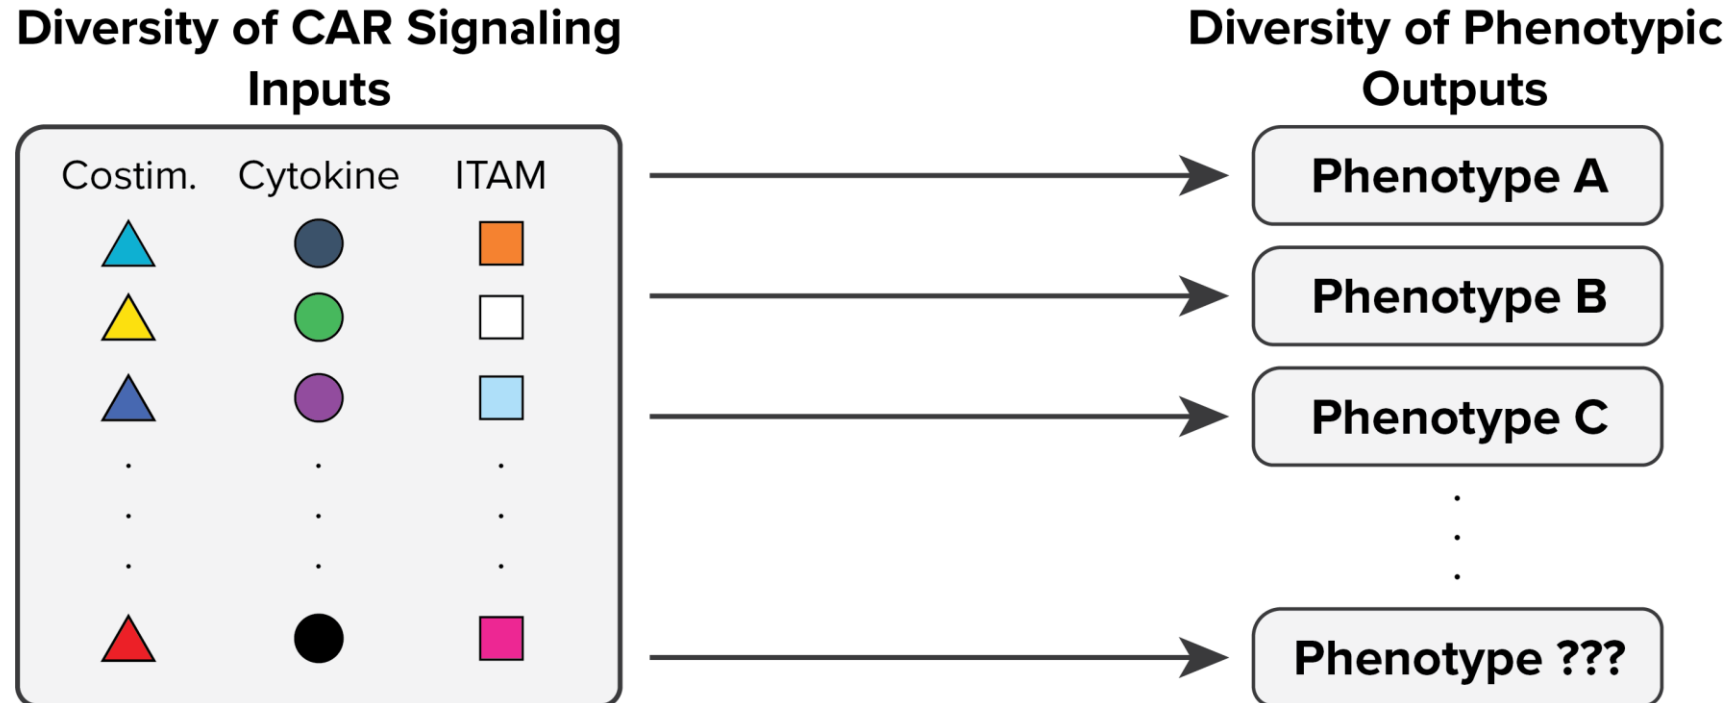 Diversity of CAR Signaling
Inputs
Costim. Cytokine ITAM
Diversity of Phenotypic
Outputs
Phenotype A
Phenotype B
Phenotype C
Phenotype ???